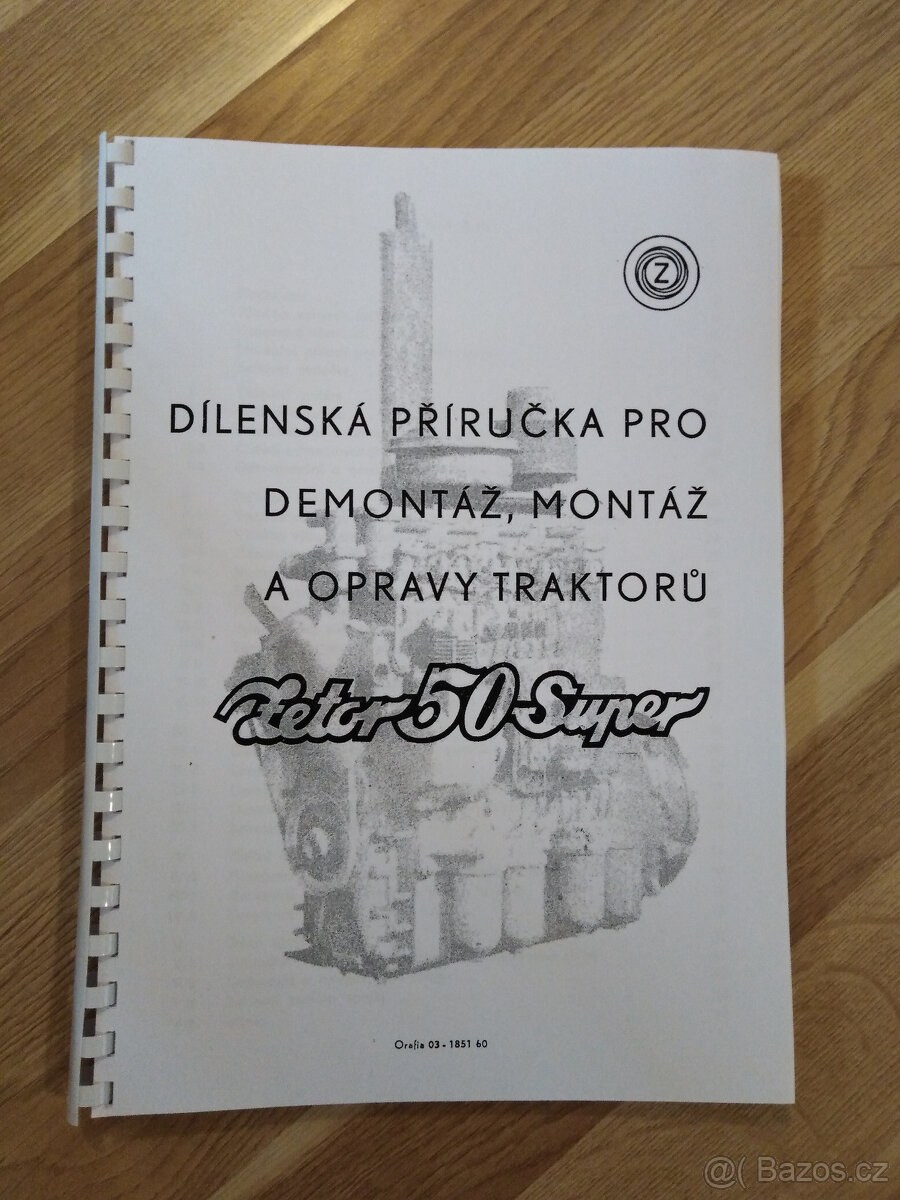 Z
DÍLENSKÁ PŘÍRUČKA PRO
DEMONTÁŽ, MONTÁŽ
A OPRAVY TRAKTORŮ
Zetor 50 Super
Orafia 03 - 1851 60
@( Bazos.cz